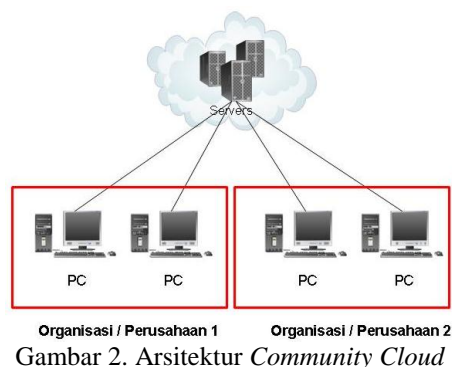 Servers
PC PC PC PC
Organisasi / Perusahaan 1 Organisasi / Perusahaan 2
Gambar 2. Arsitektur Community Cloud